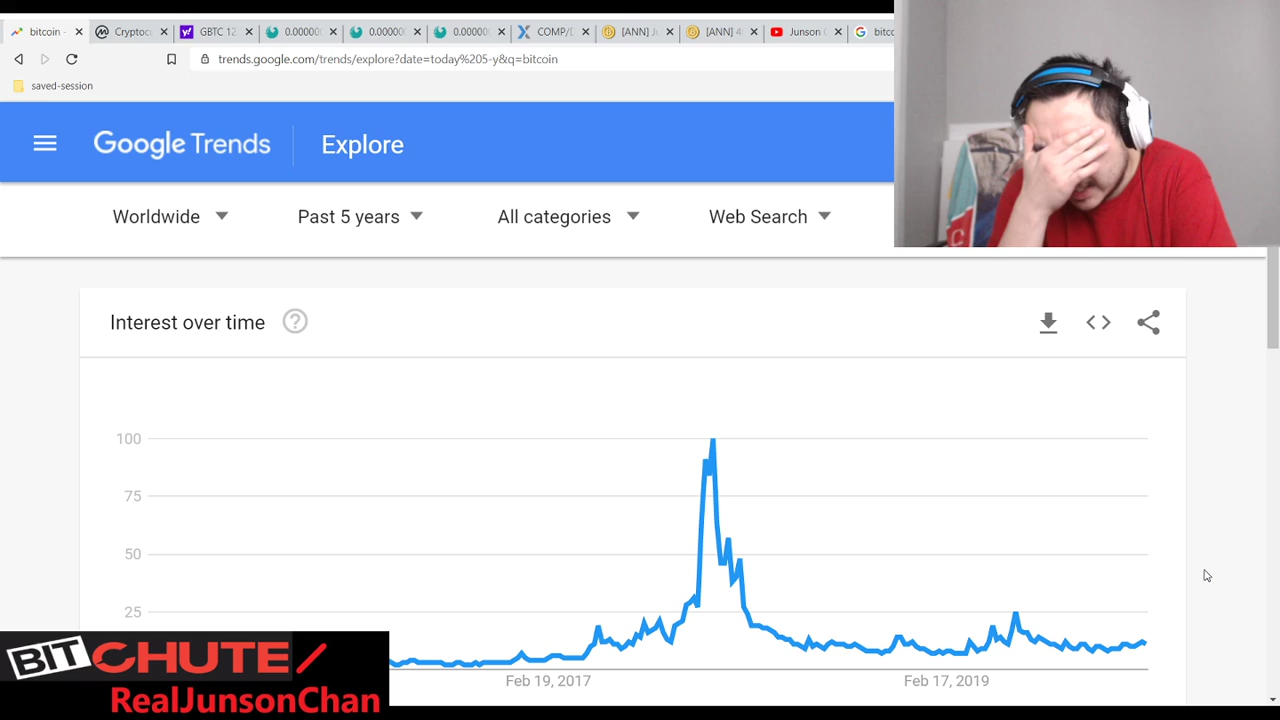 bitcoin - Cryptoc GBTC 12 0.00000 0.00000 0.00000 COMP/ [ANN] J [ANN] 4 Junson bitc
trends.google.com/trends/explore?date=today%205-y&q=bitcoin
saved-session
Google Trends Explore
Worldwide Past 5 years All categories Web Search
Interest over time ?
100
75
50
25
Feb 19, 2017 Feb 17, 2019
BITCHUTE
RealJunsonChan